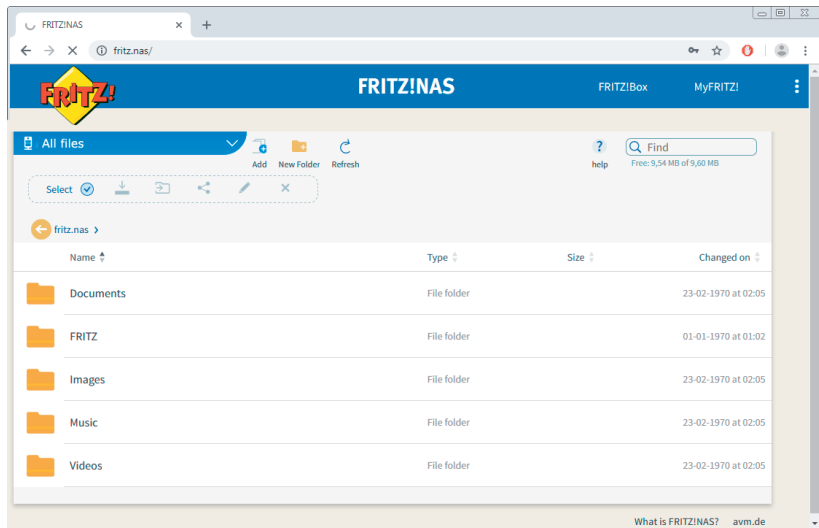 FRITZ!NAS
fritz.nas/
FRITZ!
FRITZ!NAS
FRITZ!Box
MyFRITZ!
All files
Add
New Folder
Refresh
help
Find
Free: 9,54 MB of 9,60 MB
Select
fritz.nas
Name Type Size Changed on
Documents File folder 23-02-1970 at 02:05
FRITZ File folder 01-01-1970 at 01:02
Images File folder 23-02-1970 at 02:05
Music File folder 23-02-1970 at 02:05
Videos File folder 23-02-1970 at 02:05
What is FRITZ!NAS? avm.de